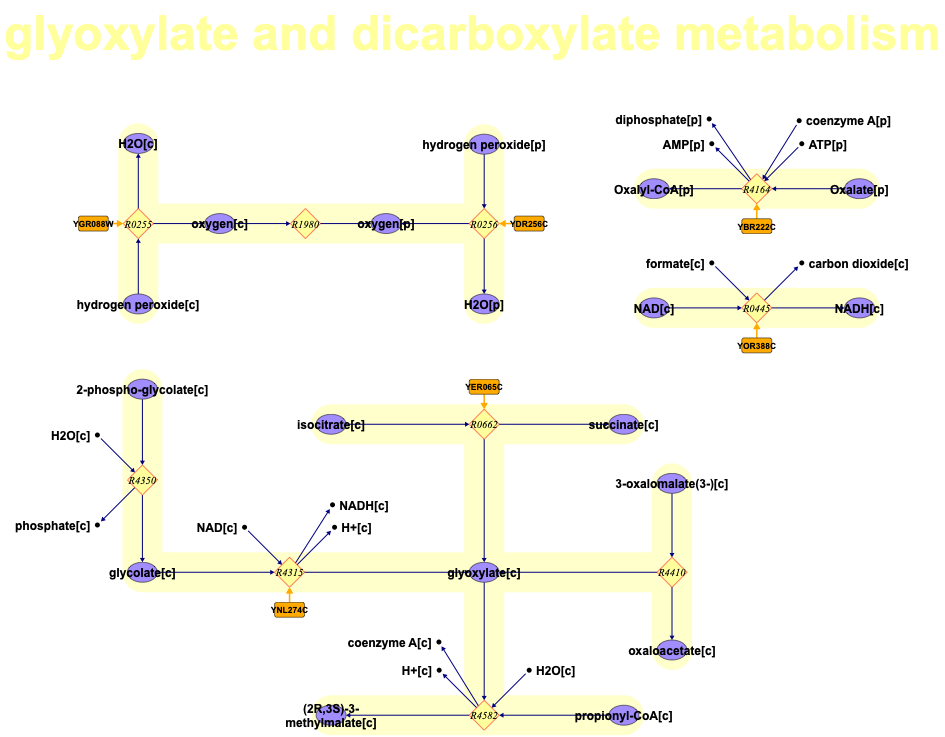 glyoxylate and dicarboxylate metabolism
diphosphate[p]
coenzyme A[p]
AMP[p]
ATP[p]
H2O[c]
hydrogen peroxide[p]
Oxalyl-CoA[p]
R4164
Oxalate[p]
YGR088W
R0255
oxygen[c]
R1980
oxygen[p]
R0256
YDR256C
YBR222C
formate[c]
carbon dioxide[c]
hydrogen peroxide[c]
H2O[p]
NAD[c]
R0445
NADH[c]
YOR388C
2-phospho-glycolate[c]
YER065C
isocitrate[c]
R0662
succinate[c]
H2O[c]
R4350
3-oxalomalate(3-)[c]
phosphate[c]
NADH[c]
NAD[c]
H+[c]
glycolate[c]
R4315
glyoxylate[c]
R4410
YNL274C
coenzyme A[c]
oxaloacetate[c]
H+[c]
H2O[c]
(2R,3S)-3-
methylmalate[c]
R4582
propionyl-CoA[c]